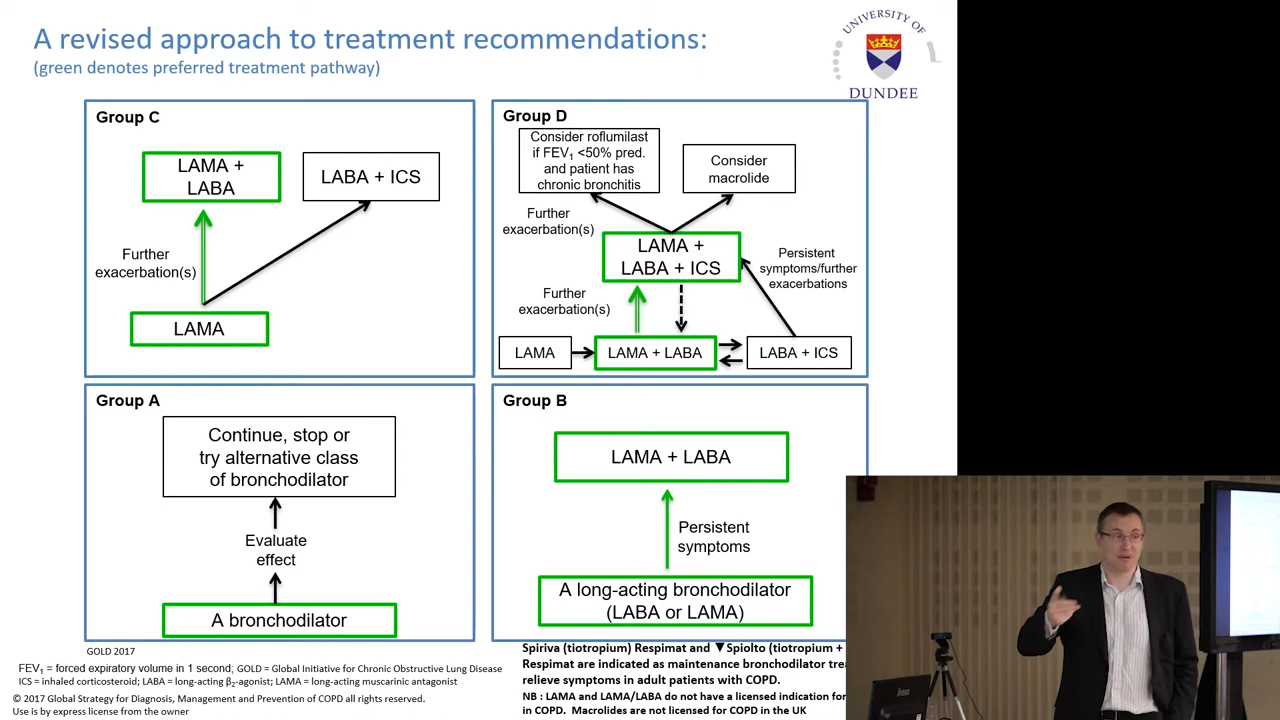 A revised approach to treatment recommendations:
(green denotes preferred treatment pathway)
UNIVERSITY OF
DUNDEE
Group C
LAMA +
LABA
LABA + ICS
Further
exacerbation(s)
LAMA
Group D
Consider roflumilast
if FEV₁ <50% pred.
and patient has
chronic bronchitis
Consider
macrolide
Further
exacerbation(s)
LAMA +
LABA + ICS
Persistent
symptoms/further
exacerbations
Further
exacerbation(s)
LAMA
LAMA + LABA
LABA + ICS
Group A
Continue, stop or
try alternative class
of bronchodilator
Evaluate
effect
A bronchodilator
Group B
LAMA + LABA
Persistent
symptoms
A long-acting bronchodilator
(LABA or LAMA)
GOLD 2017
FEV₁ = forced expiratory volume in 1 second; GOLD = Global Initiative for Chronic Obstructive Lung Disease
ICS = inhaled corticosteroid; LABA = long-acting β₂-agonist; LAMA = long-acting muscarinic antagonist
© 2017 Global Strategy for Diagnosis, Management and Prevention of COPD all rights reserved.
Use is by express license from the owner
Spiriva (tiotropium) Respimat and ▼Spiolto (tiotropium +
Respimat are indicated as maintenance bronchodilator trea
relieve symptoms in adult patients with COPD.
NB : LAMA and LAMA/LABA do not have a licensed indication for
in COPD. Macrolides are not licensed for COPD in the UK